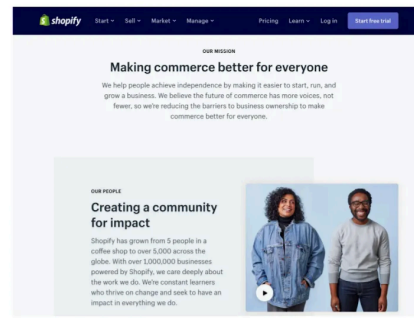 shopify Start Sell Market Manage Pricing Learn Log in Start free trial
OUR MISSION
Making commerce better for everyone
We help people achieve independence by making it easier to start, run, and
grow a business. We believe the future of commerce has more voices, not
fewer, so we're reducing the barriers to business ownership to make
commerce better for everyone.
OUR PEOPLE
Creating a community
for impact
Shopify has grown from 5 people in a
coffee shop to over 5,000 across the
globe. With over 1,000,000 businesses
powered by Shopify, we care deeply about
the work we do. We're constant learners
who thrive on change and seek to have an
impact in everything we do.